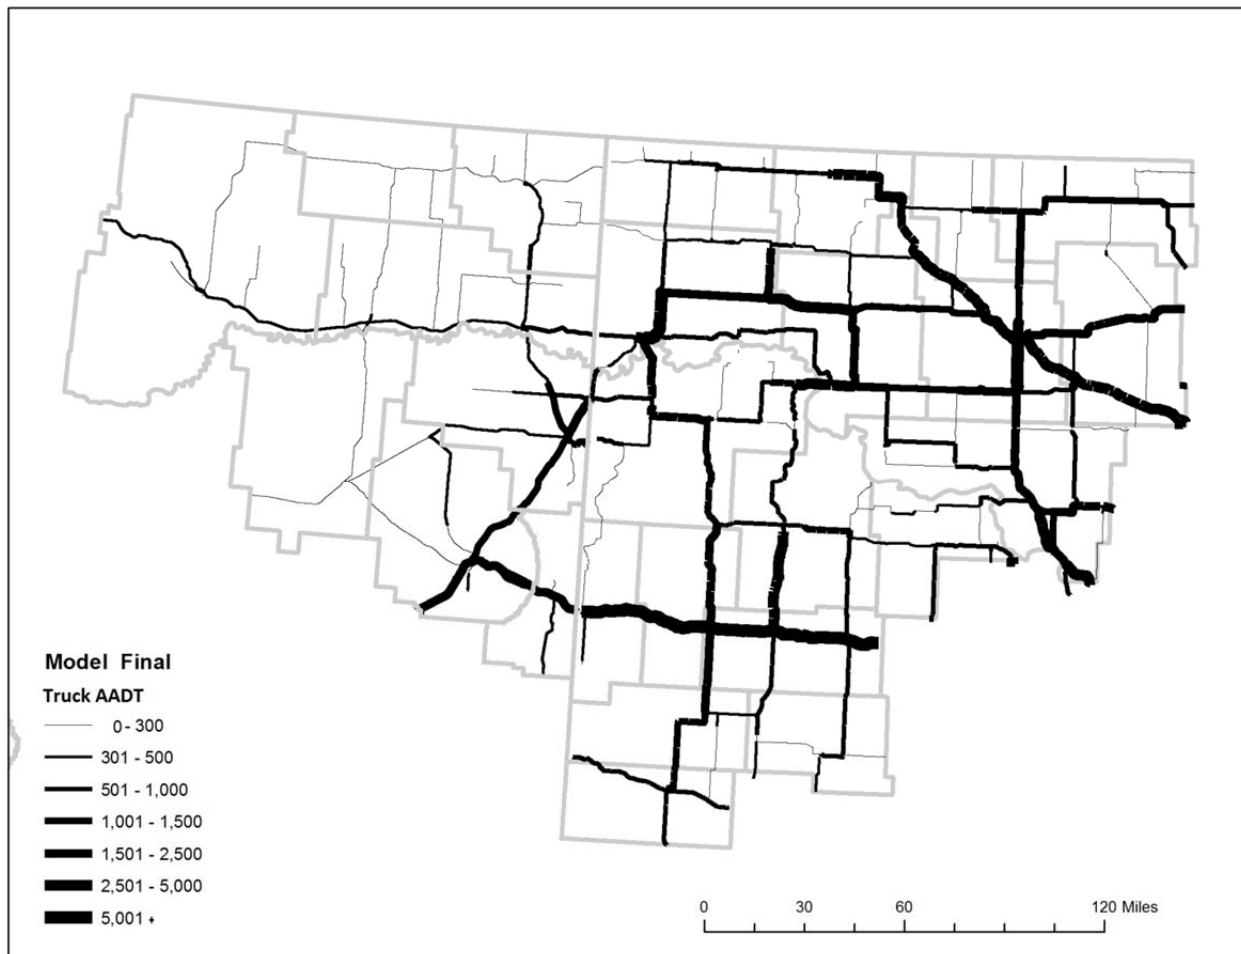 Model Final
Truck AADT
0 - 300
301 - 500
501 - 1,000
1,001 - 1,500
1,501 - 2,500
2,501 - 5,000
5,001 +
0 30 60 120 Miles